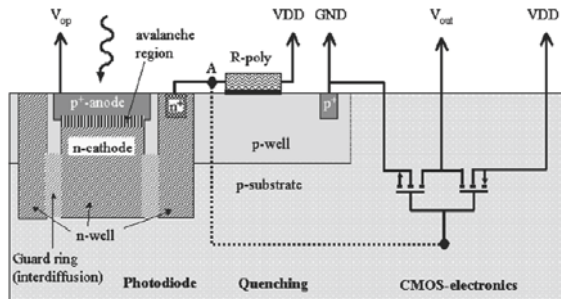 V_op
avalanche
region
A
R-poly
VDD
GND
V_out
VDD
p⁺-anode
n⁺
p⁺
n-cathode
p-well
p-substrate
n-well
Guard ring
(interdiffusion)
Photodiode
Quenching
CMOS-electronics